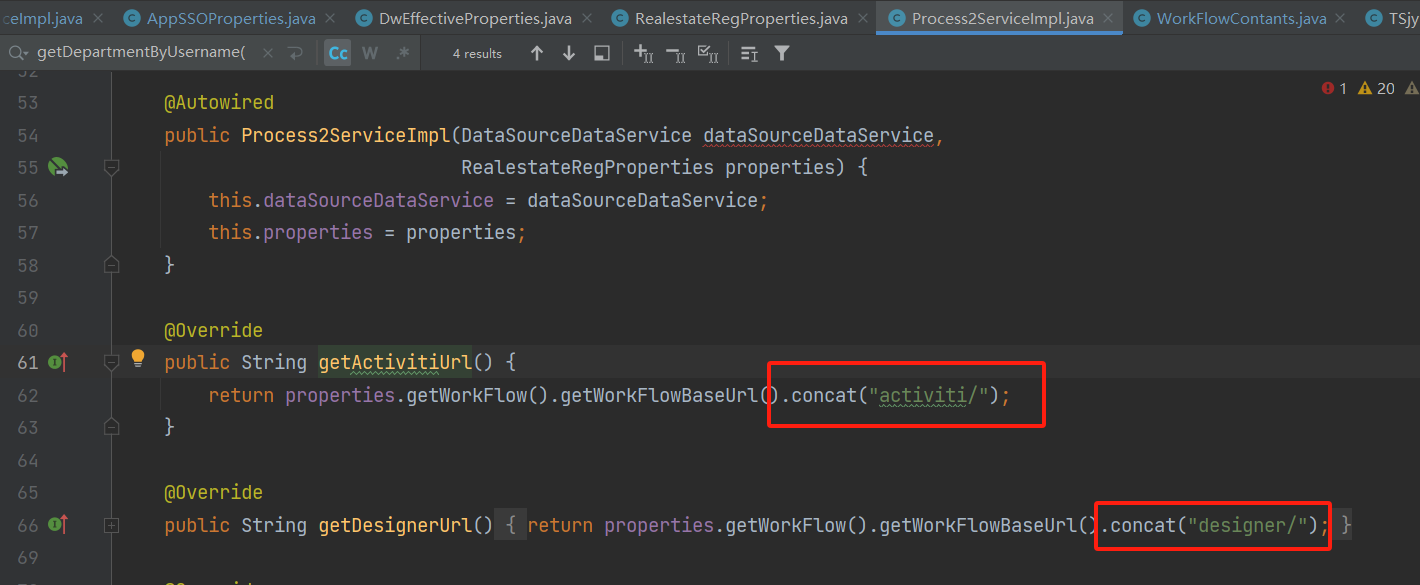 ceImpl.java × AppSSOProperties.java × DwEffectiveProperties.java × RealestateRegProperties.java × Process2ServiceImpl.java × WorkFlowContants.java × TSjy
getDepartmentByUsername( × Cc W .* 4 results
52
53 @Autowired 1 20
54 public Process2ServiceImpl(DataSourceDataService dataSourceDataService,
55 RealestateRegProperties properties) {
56 this.dataSourceDataService = dataSourceDataService;
57 this.properties = properties;
58 }
59
60 @Override
61 public String getActivitiUrl() {
62 return properties.getWorkFlow().getWorkFlowBaseUrl().concat("activiti/");
63 }
64
65 @Override
66 public String getDesignerUrl() { return properties.getWorkFlow().getWorkFlowBaseUrl().concat("designer/"); }
69